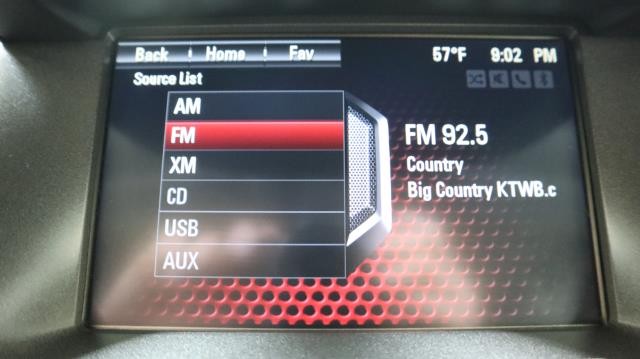 Back Home Fav 57°F 9:02 PM
Source List
AM
FM
XM
CD
USB
AUX
FM 92.5
Country
Big Country KTWB.c